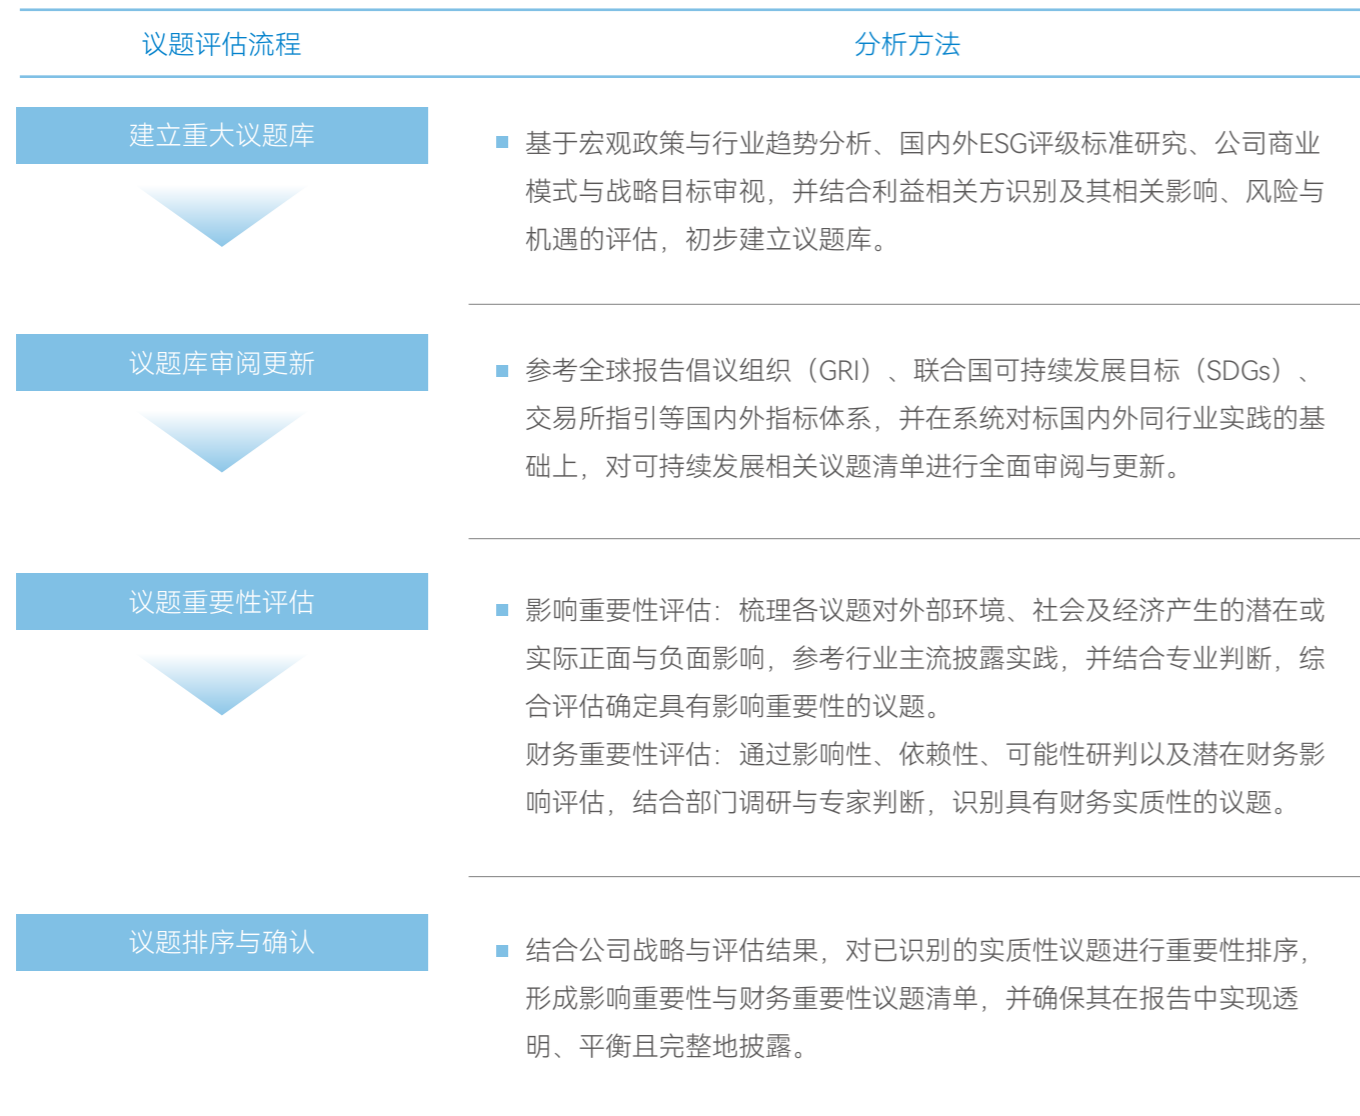 议题评估流程
分析方法
建立重大议题库
基于宏观政策与行业趋势分析、国内外ESG评级标准研究、公司商业
模式与战略目标审视，并结合利益相关方识别及其相关影响、风险与
机遇的评估，初步建立议题库。
议题库审阅更新
参考全球报告倡议组织（GRI）、联合国可持续发展目标（SDGs）、
交易所指引等国内外指标体系，并在系统对标国内外同行业实践的基
础上，对可持续发展相关议题清单进行全面审阅与更新。
议题重要性评估
影响重要性评估：梳理各议题对外部环境、社会及经济产生的潜在或
实际正面与负面影响，参考行业主流披露实践，并结合专业判断，综
合评估确定具有影响重要性的议题。
财务重要性评估：通过影响性、依赖性、可能性研判以及潜在财务影
响评估，结合部门调研与专家判断，识别具有财务实质性的议题。
议题排序与确认
结合公司战略与评估结果，对已识别的实质性议题进行重要性排序，
形成影响重要性与财务重要性议题清单，并确保其在报告中实现透
明、平衡且完整地披露。